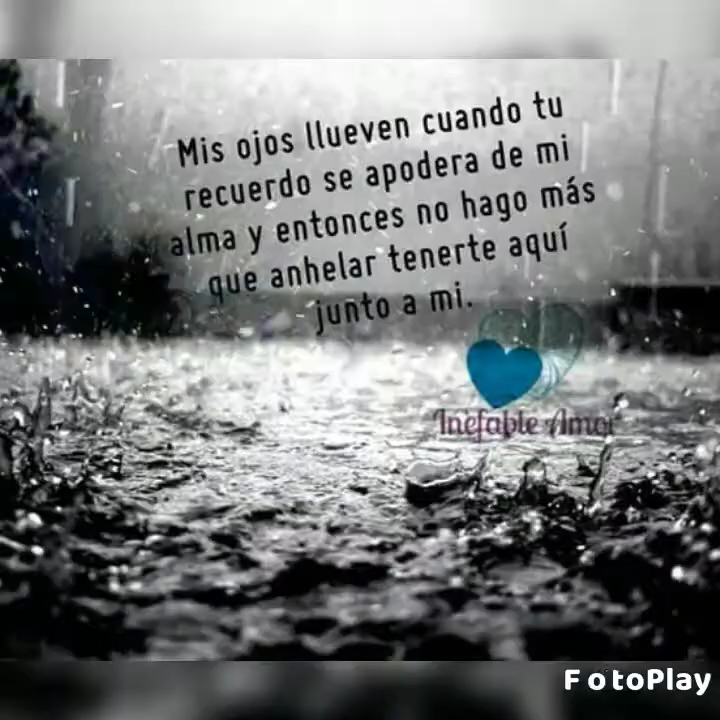 Mis ojos llueven cuando tu
recuerdo se apodera de mi
alma y entonces no hago más
que anhelar tenerte aquí
junto a mi.
Inefable Amor
FotoPlay